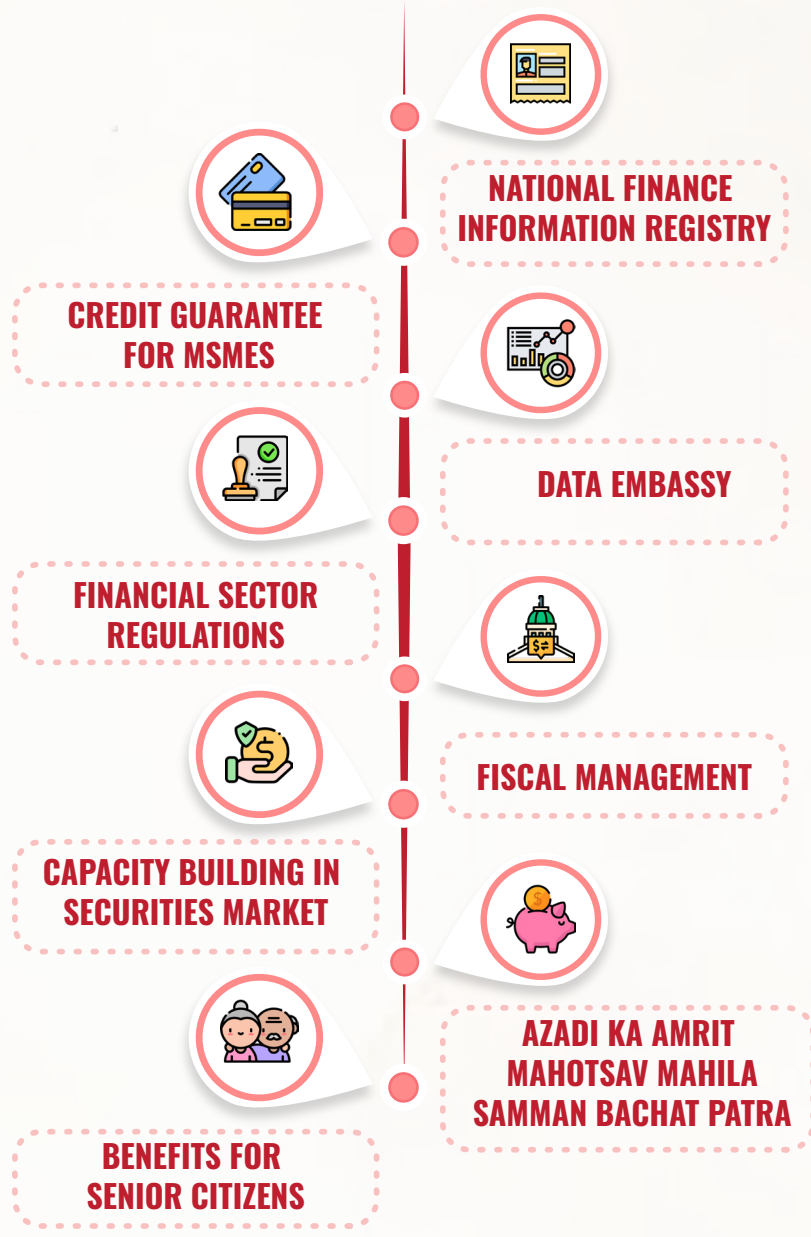 NATIONAL FINANCE
INFORMATION REGISTRY
CREDIT GUARANTEE
FOR MSMES
DATA EMBASSY
FINANCIAL SECTOR
REGULATIONS
FISCAL MANAGEMENT
CAPACITY BUILDING IN
SECURITIES MARKET
AZADI KA AMRIT
MAHOTSAV MAHILA
SAMMAN BACHAT PATRA
BENEFITS FOR
SENIOR CITIZENS